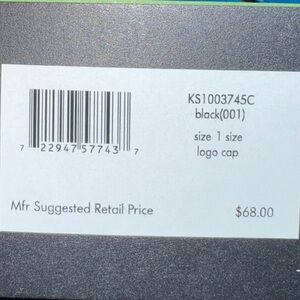 KS1003745C
black(001)
size 1 size
logo cap
7 22947 57743 7
Mfr Suggested Retail Price $68.00